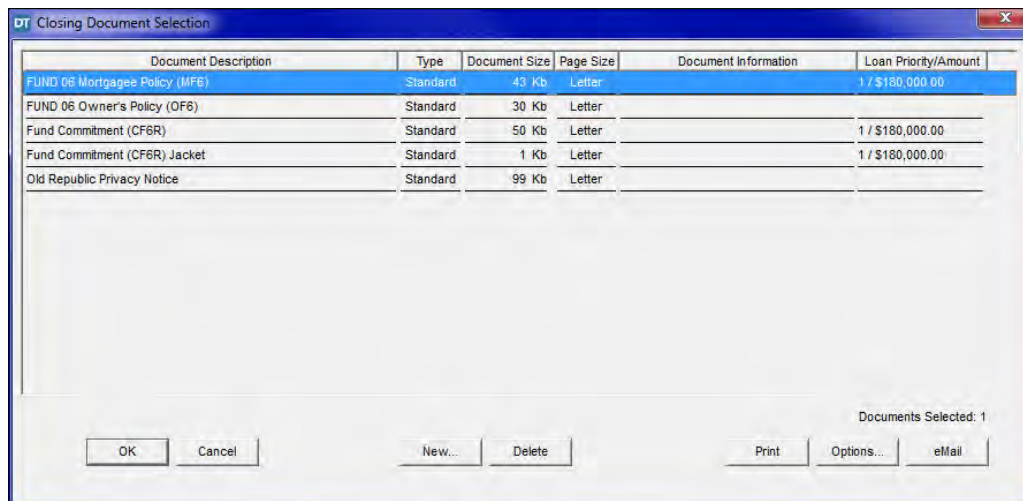 DT Closing Document Selection
Document Description Type Document Size Page Size Document Information Loan Priority/Amount
FUND 06 Mortgagee Policy (MF6) Standard 43 Kb Letter 1 / $180,000.00
FUND 06 Owner's Policy (OF6) Standard 30 Kb Letter
Fund Commitment (CF6R) Standard 50 Kb Letter 1 / $180,000.00
Fund Commitment (CF6R) Jacket Standard 1 Kb Letter 1 / $180,000.00
Old Republic Privacy Notice Standard 99 Kb Letter
Documents Selected: 1
OK Cancel New... Delete Print Options... eMail